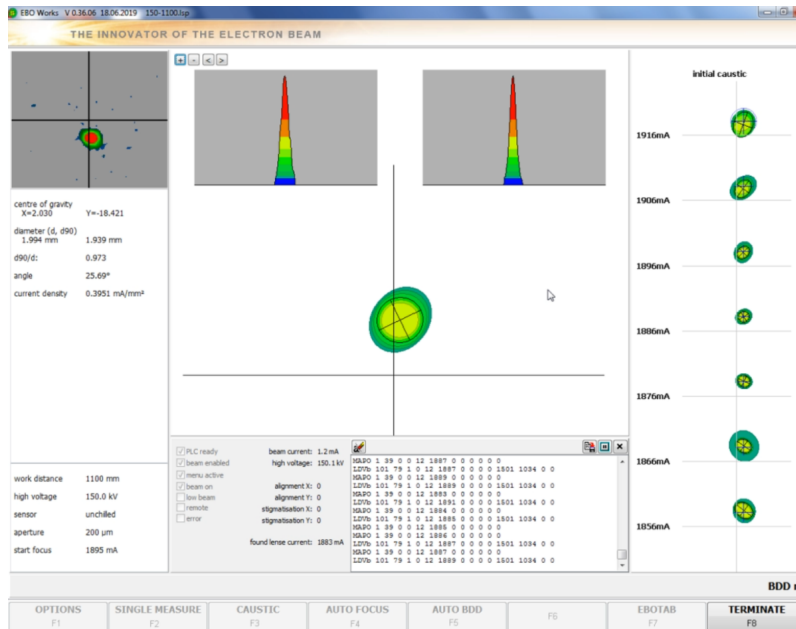 EBO Works V 0.36.06 18.06.2019 150-1100.lsp
THE INNOVATOR OF THE ELECTRON BEAM
+ - < >
centre of gravity
X=2.030 Y=-18.421
diameter (d, d90)
1.994 mm 1.939 mm
d90/d: 0.973
angle 25.69°
current density 0.3951 mA/mm²
work distance 1100 mm
high voltage 150.0 kV
sensor unchilled
aperture 200 µm
start focus 1895 mA
PLC ready
beam enabled
menu active
beam on
low beam
remote
error
beam current: 1.2 mA
high voltage: 150.1 kV
alignment X: 0
alignment Y: 0
stigmatisation X: 0
stigmatisation Y: 0
found lense current: 1883 mA
MAPO 1 39 0 0 12 1887 0 0 0 0 0 0
LDVb 101 79 1 0 12 1887 0 0 0 0 1501 1034 0 0
MAPO 1 39 0 0 12 1889 0 0 0 0 0 0
LDVb 101 79 1 0 12 1889 0 0 0 0 1501 1034 0 0
MAPO 1 39 0 0 12 1883 0 0 0 0 0 0
LDVb 101 79 1 0 12 1891 0 0 0 0 1501 1034 0 0
MAPO 1 39 0 0 12 1884 0 0 0 0 0 0
LDVb 101 79 1 0 12 1885 0 0 0 0 1501 1034 0 0
MAPO 1 39 0 0 12 1885 0 0 0 0 0 0
MAPO 1 39 0 0 12 1886 0 0 0 0 0 0
LDVb 101 79 1 0 12 1887 0 0 0 0 1501 1034 0 0
MAPO 1 39 0 0 12 1887 0 0 0 0 0 0
LDVb 101 79 1 0 12 1889 0 0 0 0 1501 1034 0 0
initial caustic
1916mA
1906mA
1896mA
1886mA
1876mA
1866mA
1856mA
BDD
OPTIONS SINGLE MEASURE CAUSTIC AUTO FOCUS AUTO BDD EBOTAB TERMINATE
F1 F2 F3 F4 F5 F6 F7 F8